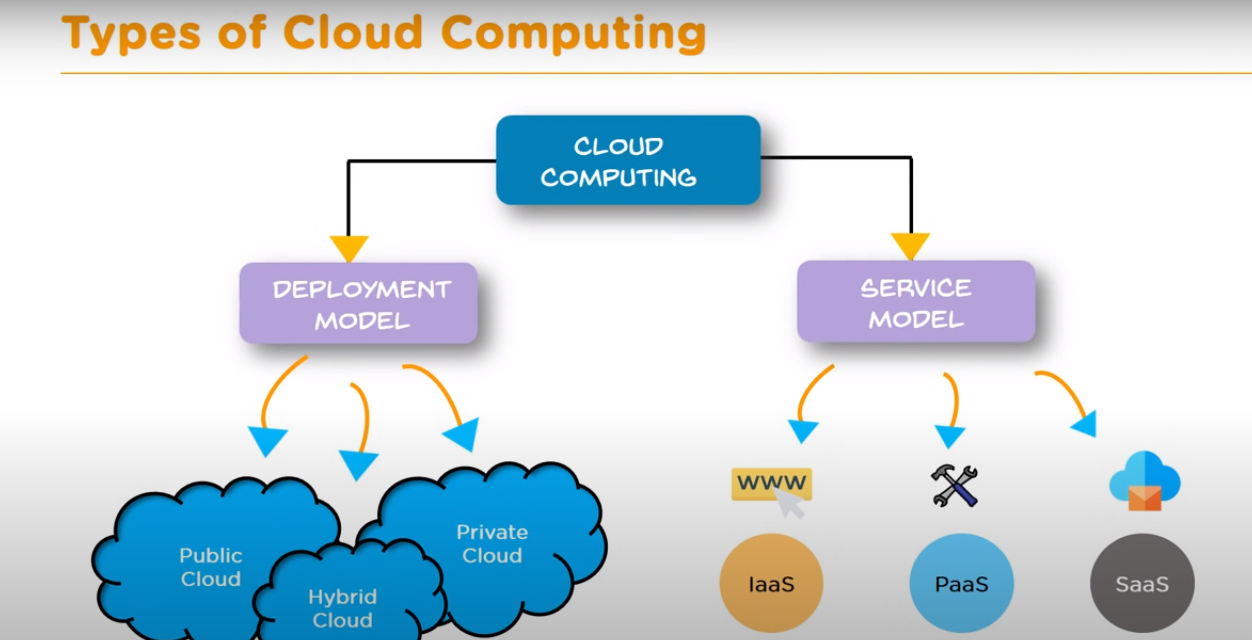 Types of Cloud Computing
CLOUD
COMPUTING
DEPLOYMENT
MODEL
SERVICE
MODEL
Public
Cloud
Hybrid
Cloud
Private
Cloud
WWW
IaaS
PaaS
SaaS